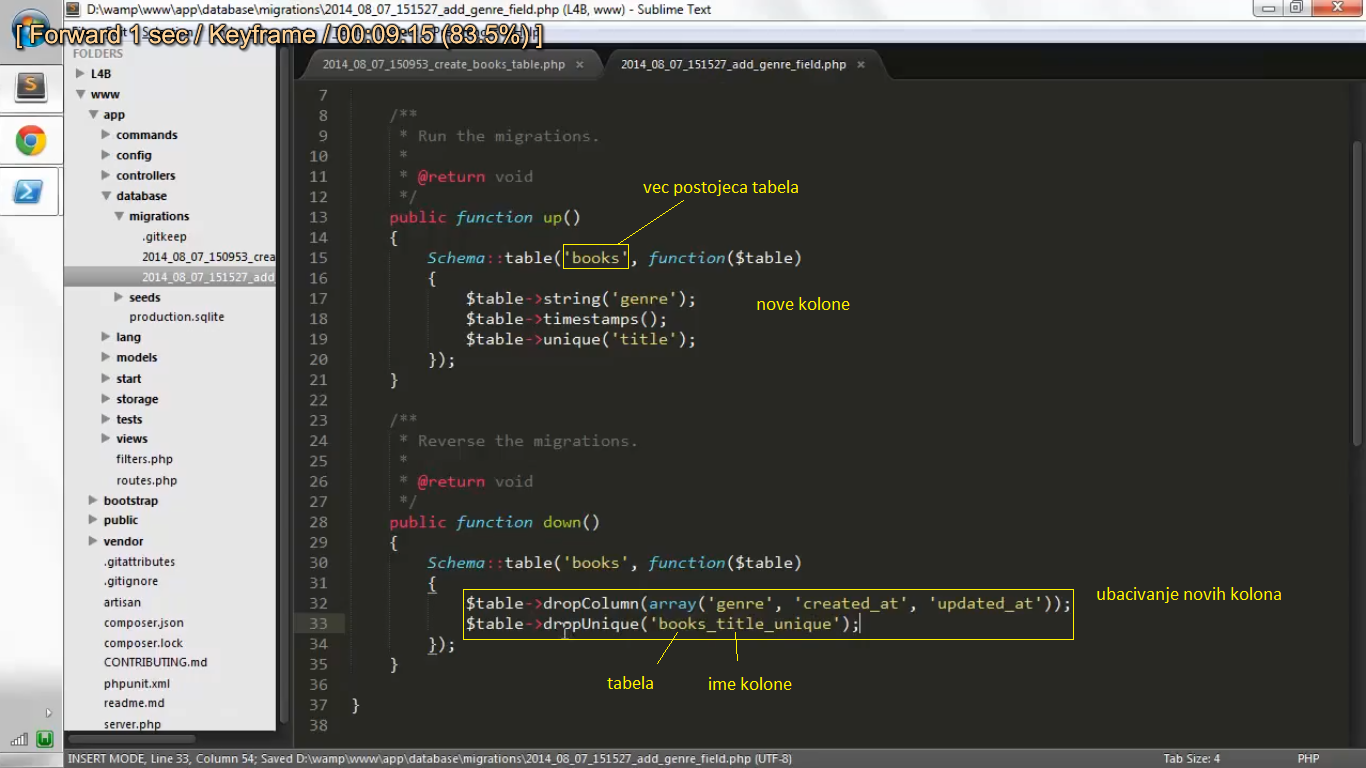 D:\wamp\www\app\database\migrations\2014_08_07_151527_add_genre_field.php (L4B, www) - Sublime Text
[ Forward 1 sec / Keyframe / 00:09:15 (83.5%) ]
FOLDERS
L4B
www
app
commands
config
controllers
database
migrations
.gitkeep
2014_08_07_150953_crea
2014_08_07_151527_add_
seeds
production.sqlite
lang
models
start
storage
tests
views
filters.php
routes.php
bootstrap
public
vendor
.gitattributes
.gitignore
artisan
composer.json
composer.lock
CONTRIBUTING.md
phpunit.xml
readme.md
server.php
2014_08_07_150953_create_books_table.php ×
2014_08_07_151527_add_genre_field.php ×
7
8 /**
9 * Run the migrations.
10 *
11 * @return void
12 */
vec postojeca tabela
13 public function up()
14 {
15 Schema::table('books', function($table)
16 {
17 $table->string('genre');
nove kolone
18 $table->timestamps();
19 $table->unique('title');
20 });
21 }
22
23 /**
24 * Reverse the migrations.
25 *
26 * @return void
27 */
28 public function down()
29 {
30 Schema::table('books', function($table)
31 {
ubacivanje novih kolona
32 $table->dropColumn(array('genre', 'created_at', 'updated_at'));
33 $table->dropUnique('books_title_unique');
34 });
35 }
tabela
ime kolone
36
37 }
38
INSERT MODE, Line 33, Column 54; Saved D:\wamp\www\app\database\migrations\2014_08_07_151527_add_genre_field.php (UTF-8)
Tab Size: 4
PHP